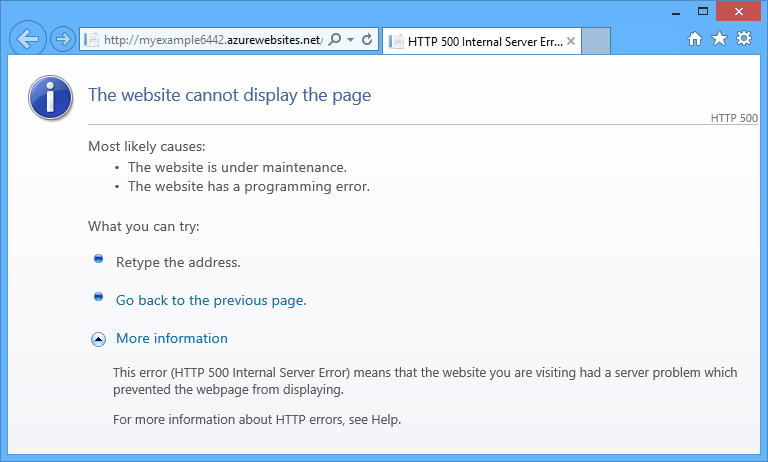 http://myexample6442.azurewebsites.net/
HTTP 500 Internal Server Err...
The website cannot display the page
HTTP 500
Most likely causes:
• The website is under maintenance.
• The website has a programming error.
What you can try:
Retype the address.
Go back to the previous page.
More information
This error (HTTP 500 Internal Server Error) means that the website you are visiting had a server problem which
prevented the webpage from displaying.
For more information about HTTP errors, see Help.